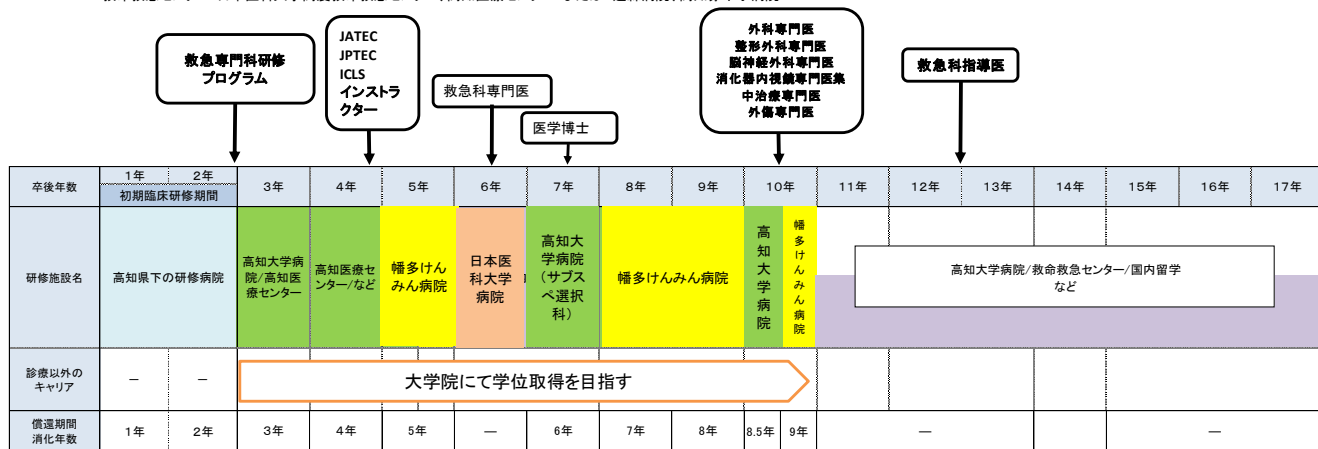 救急専門科研修
プログラム
JATEC
JPTEC
ICLS
インストラ
クター
救急科専門医
医学博士
外科専門医
整形外科専門医
脳神経外科専門医
消化器内視鏡専門医集
中治療専門医
外傷専門医
救急科指導医
卒後年数
1年
2年
初期臨床研修期間
3年
4年
5年
6年
7年
8年
9年
10年
11年
12年
13年
14年
15年
16年
17年
研修施設名
高知県下の研修病院
高知大学病
院/高知医
療センター
高知医療セ
ンター/など
幡多けん
みん病院
日本医
科大学
病院
高知大
学病院
(サブス
ペ選択
科)
幡多けんみん病院
高知大学病院
幡多けんみん病院
高知大学病院/救命救急センター/国内留学
など
診療以外の
キャリア
－
－
大学院にて学位取得を目指す
償還期間
消化年数
1年
2年
3年
4年
5年
－
6年
7年
8年
8.5年
9年
－
－